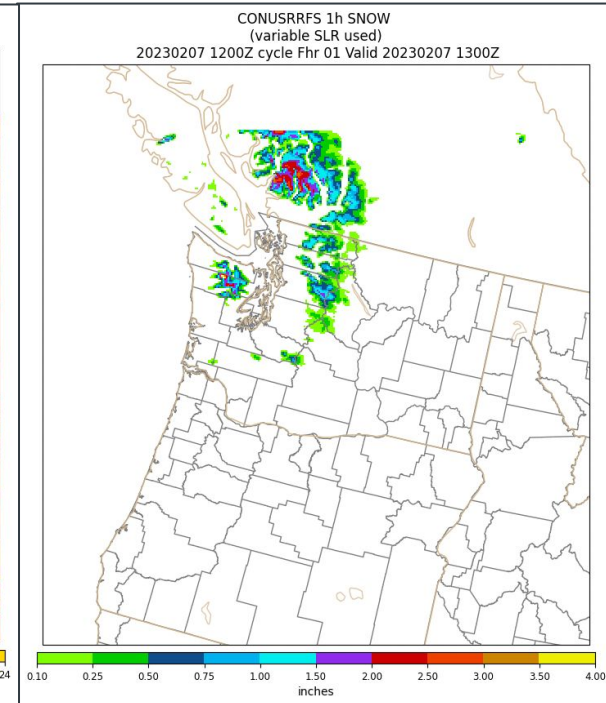 CONUSRRFS 1h SNOW
(variable SLR used)
20230207 1200Z cycle Fhr 01 Valid 20230207 1300Z
24
0.10 0.25 0.50 0.75 1.00 1.50 2.00 2.50 3.00 3.50 4.00
inches